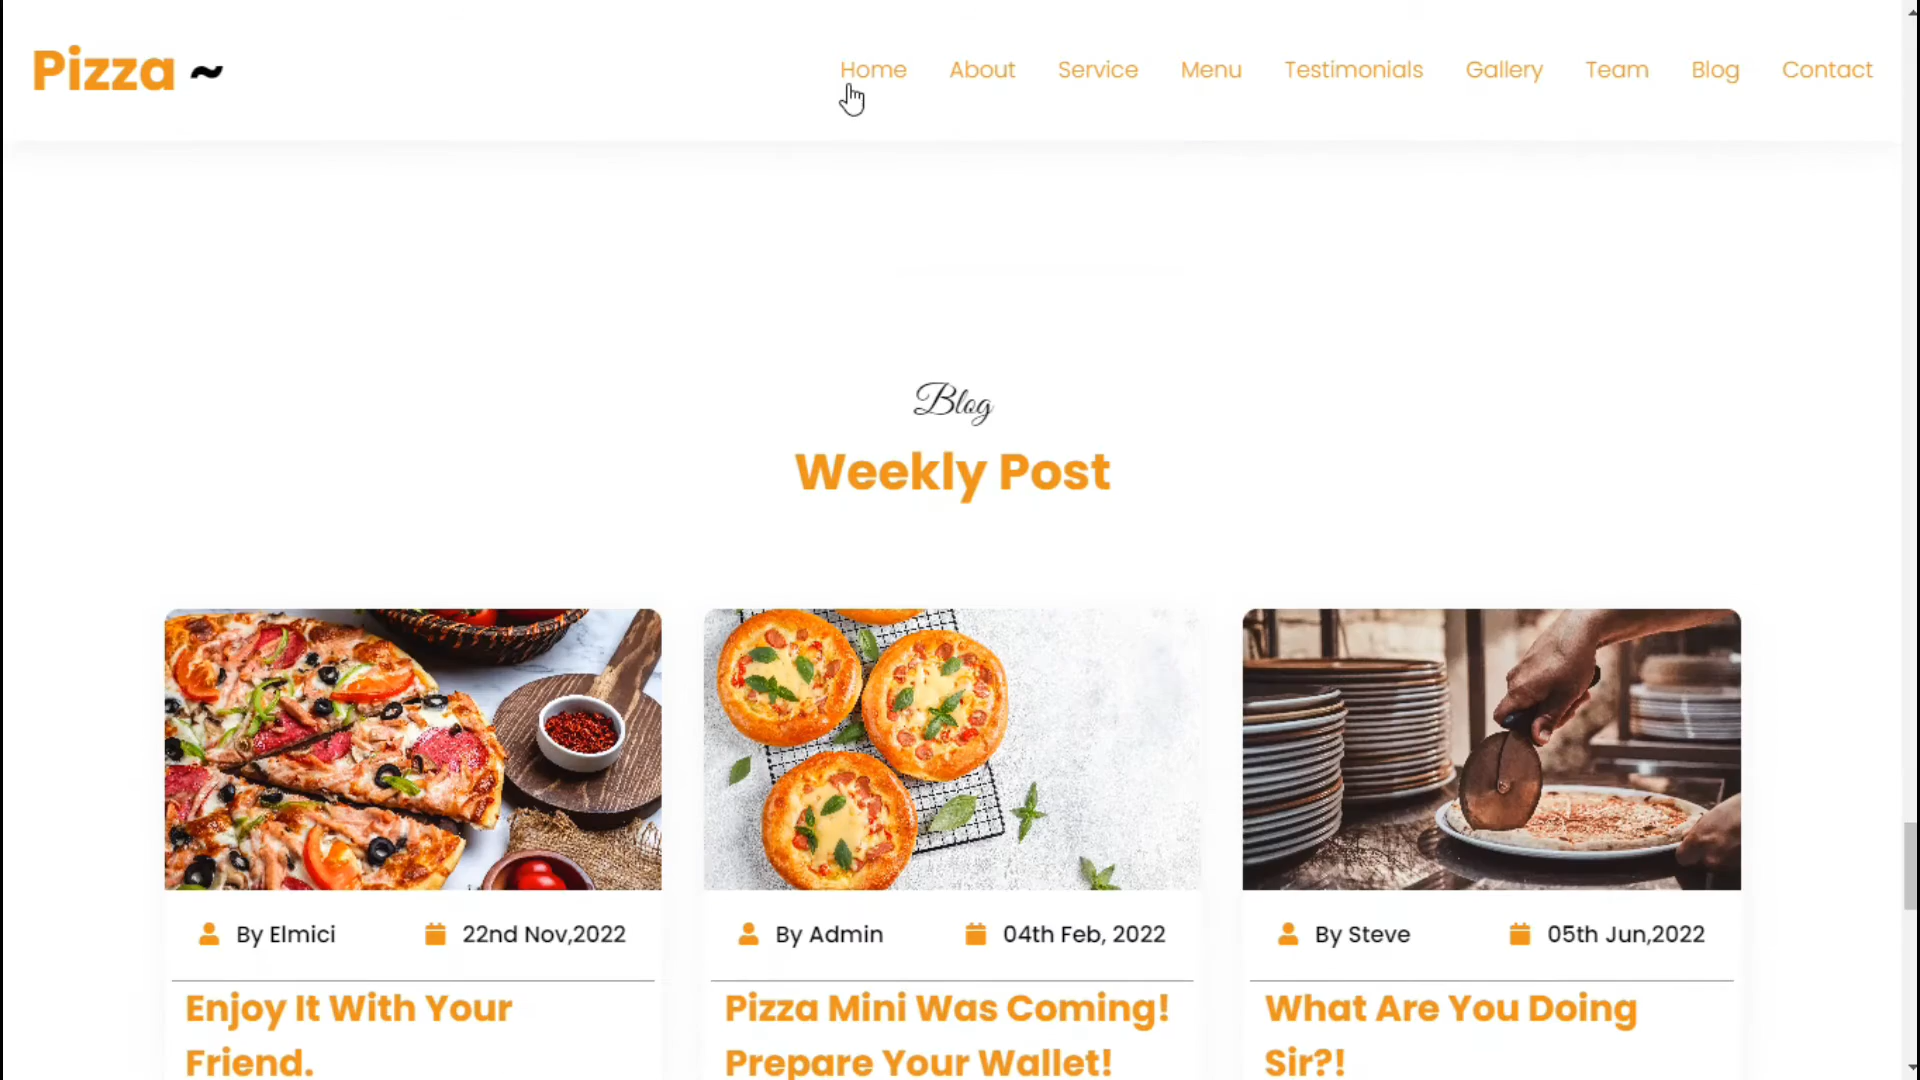 Pizza ~
Home About Service Menu Testimonials Gallery Team Blog Contact
Blog
Weekly Post
By Elmici 22nd Nov,2022
Enjoy It With Your
Friend.
By Admin 04th Feb, 2022
Pizza Mini Was Coming!
Prepare Your Wallet!
By Steve 05th Jun,2022
What Are You Doing
Sir?!